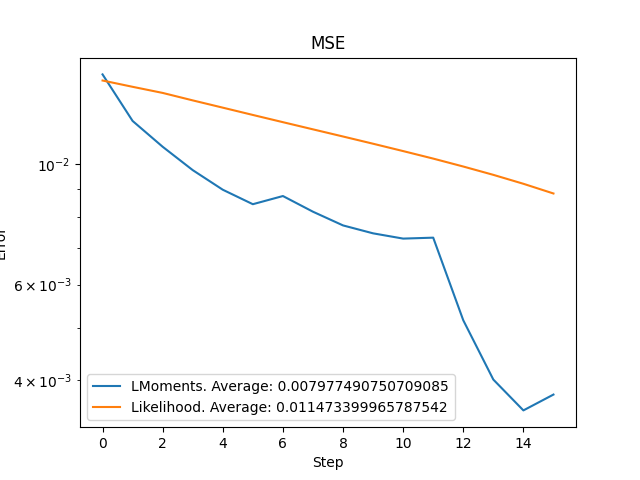 MSE
Error
10⁻²
6 × 10⁻³
4 × 10⁻³
LMoments. Average: 0.007977490750709085
Likelihood. Average: 0.011473399965787542
0 2 4 6 8 10 12 14
Step